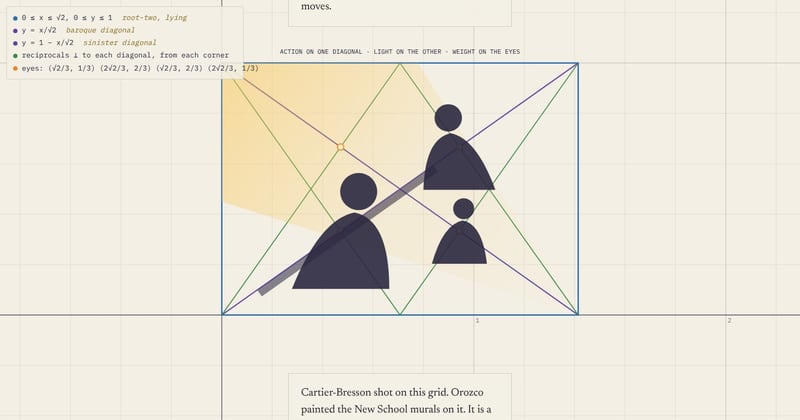 moves.
0 ≤ x ≤ √2, 0 ≤ y ≤ 1 root-two, lying
y = x/√2 baroque diagonal
y = 1 − x/√2 sinister diagonal
reciprocals ⊥ to each diagonal, from each corner
eyes: (√2/3, 1/3) (2√2/3, 2/3) (√2/3, 2/3) (2√2/3, 1/3)
ACTION ON ONE DIAGONAL · LIGHT ON THE OTHER · WEIGHT ON THE EYES
1
2
Cartier-Bresson shot on this grid. Orozco
painted the New School murals on it. It is a